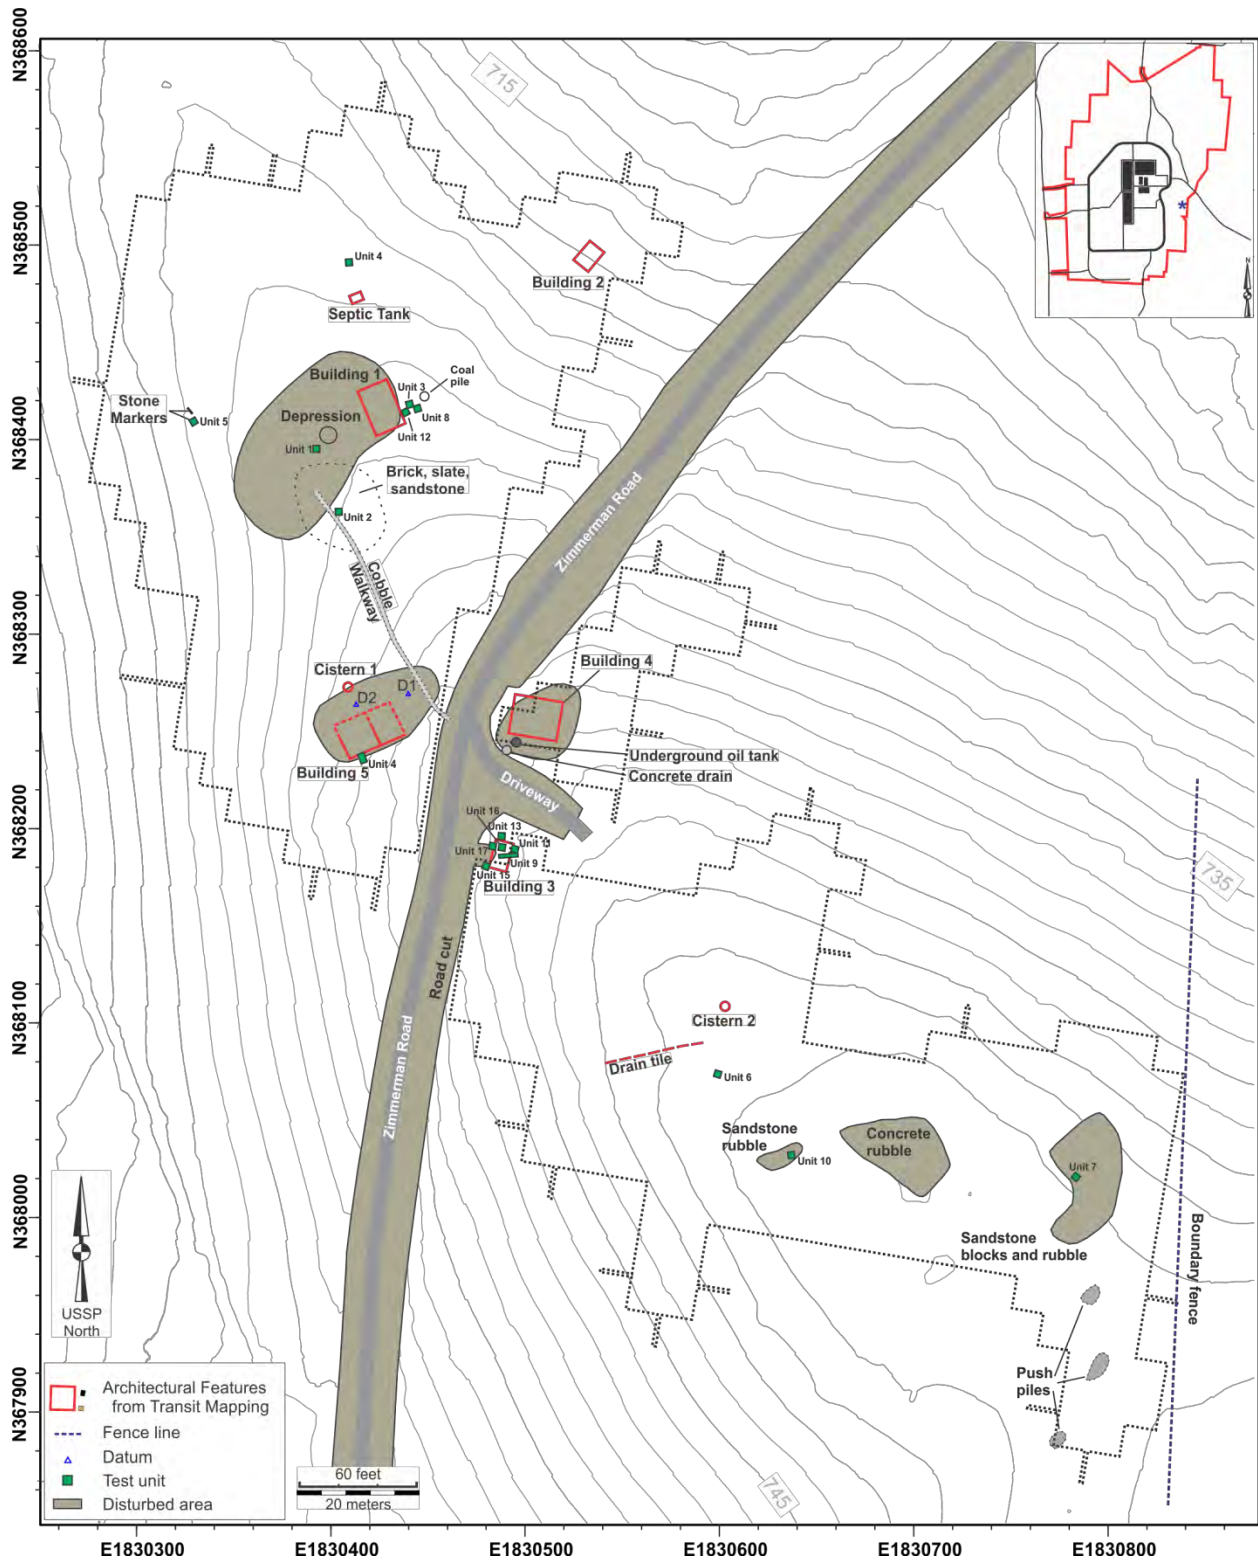 N368600
N368500
N368400
N368300
N368200
N368100
N368000
N367900
E1830300
E1830400
E1830500
E1830600
E1830700
E1830800
715
N
Unit 4
Septic Tank
Building 2
Building 1
Unit 3
Coal
pile
Unit 8
Unit 12
Stone
Markers
Unit 5
Depression
Unit 1
Brick, slate,
sandstone
Unit 2
Zimmerman Road
Cobble
Walkway
Cistern 1
D1
D2
Building 4
Building 5
Unit 4
Underground oil tank
Concrete drain
Driveway
Unit 16
Unit 13
Unit 11
Unit 17
Unit 9
Unit 15
Building 3
735
Road cut
Zimmerman Road
Cistern 2
Drain tile
Unit 6
Sandstone
rubble
Unit 10
Concrete
rubble
Unit 7
Sandstone
blocks and rubble
Boundary fence
Push
piles
745
USSP
North
Architectural Features
from Transit Mapping
Fence line
Datum
Test unit
Disturbed area
60 feet
20 meters